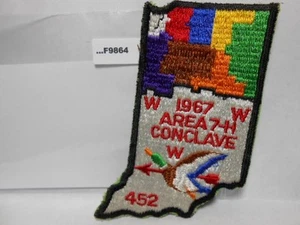 ...F9864
W 1967 W
AREA 7-H
CONCLAVE
W
452